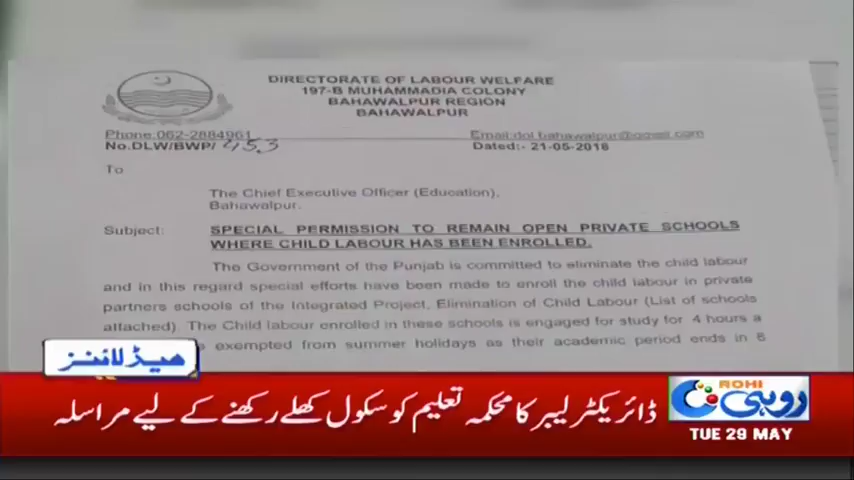 DIRECTORATE OF LABOUR WELFARE
197-B MUHAMMADIA COLONY
BAHAWALPUR REGION
BAHAWALPUR
Phone:062-2884961 Email:dol.bahawalpur@gmail.com
No.DLW/BWP/ 453 Dated:- 21-05-2018
To
The Chief Executive Officer (Education),
Bahawalpur.
Subject: SPECIAL PERMISSION TO REMAIN OPEN PRIVATE SCHOOLS
WHERE CHILD LABOUR HAS BEEN ENROLLED.
The Government of the Punjab is committed to eliminate the child labour
and in this regard special efforts have been made to enroll the child labour in private
partners schools of the Integrated Project, Elimination of Child Labour (List of schools
attached). The Child labour enrolled in these schools is engaged for study for 4 hours a
exempted from summer holidays as their academic period ends in 8
ہیڈلائنز
ڈائریکٹر لیبر کا محکمہ تعلیم کو سکول کھلے رکھنے کے لیے مراسلہ
ROHI
روہی
TUE 29 MAY